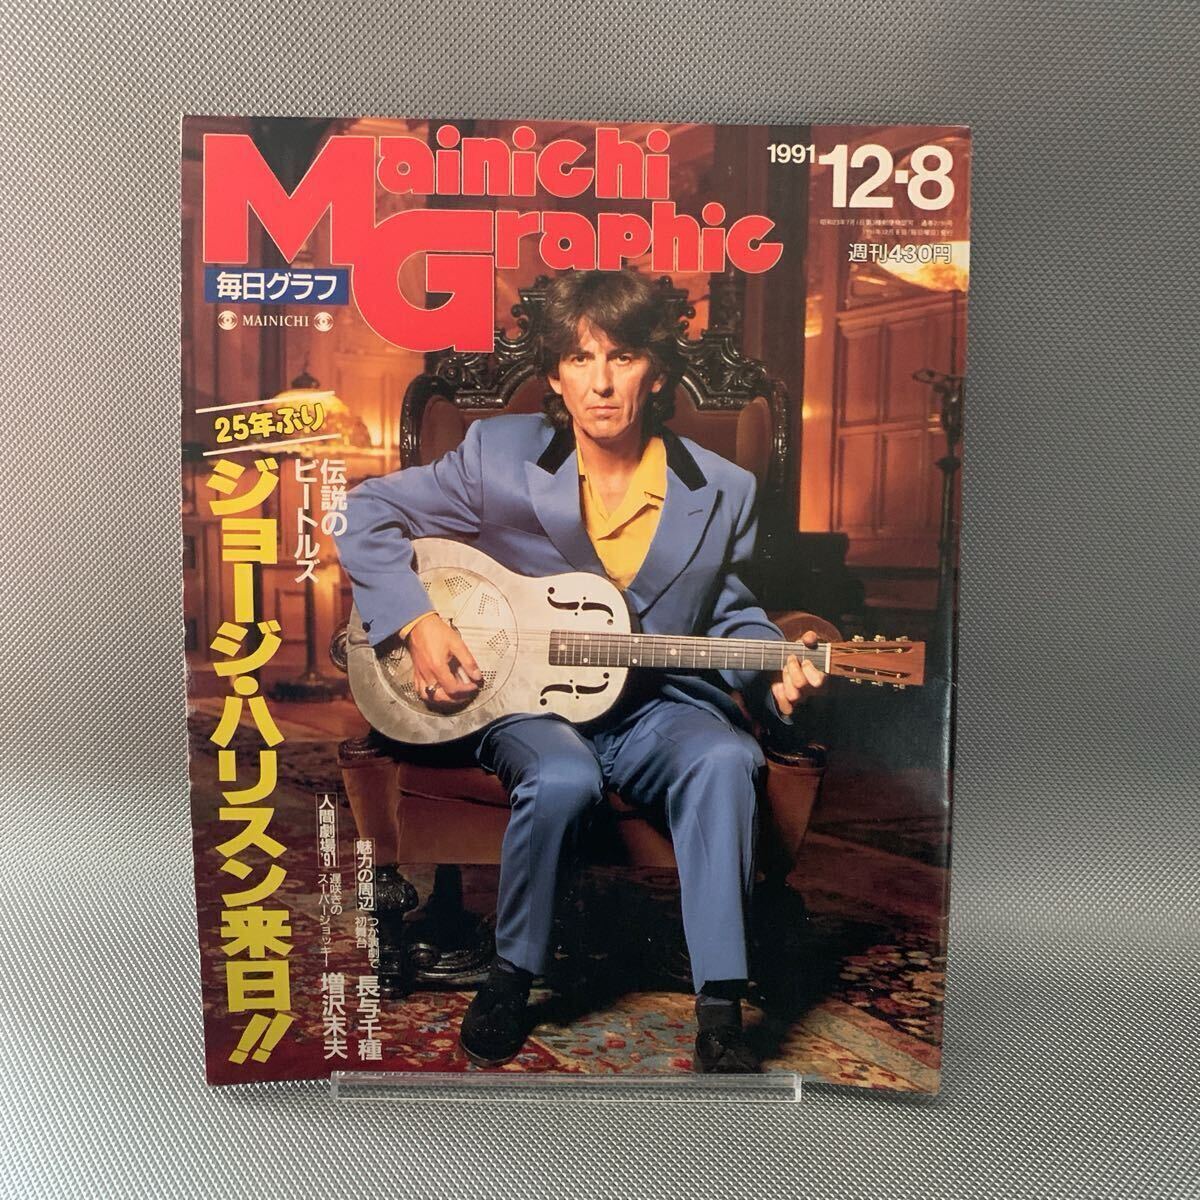 Mainichi
Graphic
毎日グラフ
MAINICHI
1991 12・8
週刊430円
25年ぶり
伝説の
ビートルズ
ジョージ・ハリスン来日!!
人間劇場'91
遅咲きの
スーパージョッキー
増沢末夫
魅力の周辺
つか演劇で
初舞台
長与千種